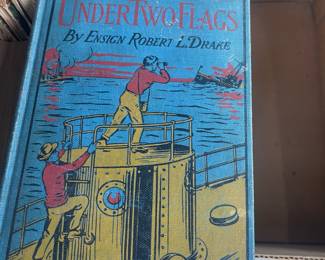 UNDER TWO FLAGS
BY ENSIGN ROBERT L. DRAKE